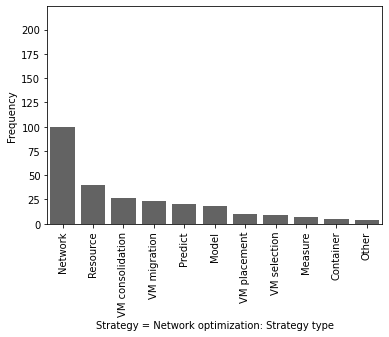 200
175
150
125
100
75
50
25
0
Frequency
Network
Resource
VM consolidation
VM migration
Predict
Model
VM placement
VM selection
Measure
Container
Other
Strategy = Network optimization: Strategy type